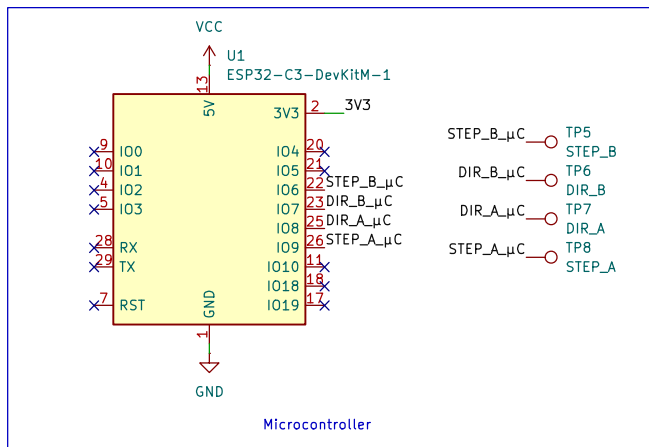 VCC
U1
ESP32-C3-DevKitM-1
13
5V
3V3 2 3V3
9 IO0 IO4 20
10 IO1 IO5 21
4 IO2 IO6 22 STEP_B_µC
5 IO3 IO7 23 DIR_B_µC
IO8 25 DIR_A_µC
28 RX IO9 26 STEP_A_µC
29 TX IO10 11
IO18 18
7 RST IO19 17
GND
1
GND
STEP_B_µC TP5
STEP_B
DIR_B_µC TP6
DIR_B
DIR_A_µC TP7
DIR_A
STEP_A_µC TP8
STEP_A
Microcontroller